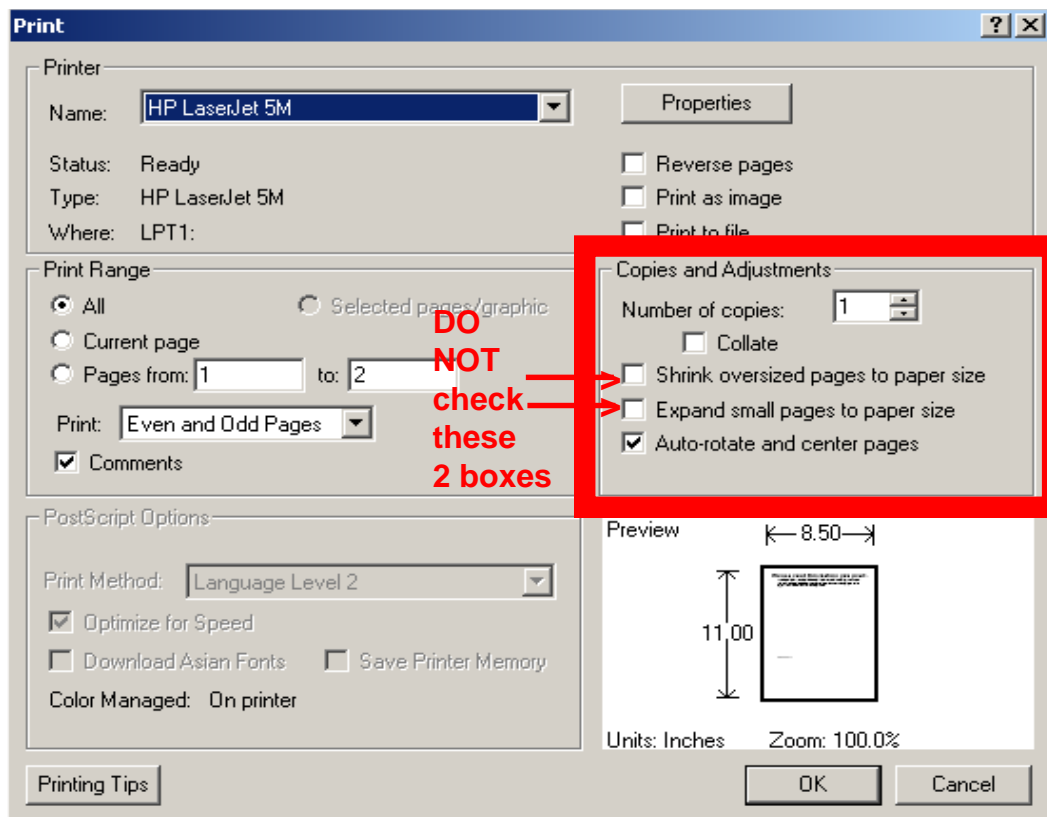 Print
Printer
Name: HP LaserJet 5M
Properties
Status: Ready
Reverse pages
Type: HP LaserJet 5M
Print as image
Where: LPT1:
Print to file
Print Range
All
Selected pages/graphic
Current page
Pages from: 1 to: 2
Print: Even and Odd Pages
Comments
DO
NOT
check
these
2 boxes
Copies and Adjustments
Number of copies: 1
Collate
Shrink oversized pages to paper size
Expand small pages to paper size
Auto-rotate and center pages
PostScript Options
Print Method: Language Level 2
Optimize for Speed
Download Asian Fonts Save Printer Memory
Color Managed: On printer
Preview
8.50
11.00
Units: Inches Zoom: 100.0%
Printing Tips
OK
Cancel